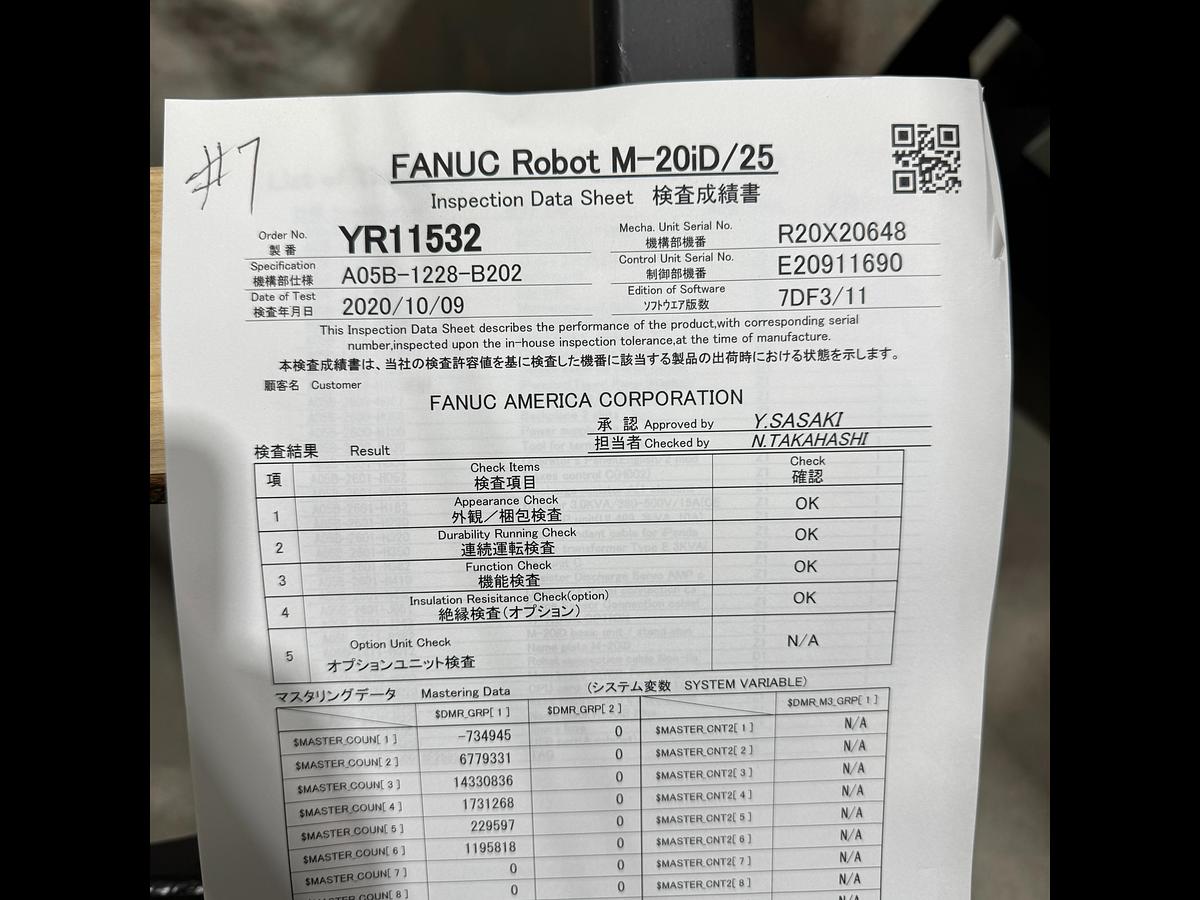 #7
FANUC Robot M-20iD/25
Inspection Data Sheet 検査成績書
Order No. YR11532 Mecha. Unit Serial No. R20X20648
製番 機構部機番
Specification A05B-1228-B202 Control Unit Serial No. E20911690
機構部仕様 制御部機番
Date of Test 2020/10/09 Edition of Software 7DF3/11
検査年月日 ソフトウエア版数
This Inspection Data Sheet describes the performance of the product,with corresponding serial
number,inspected upon the in-house inspection tolerance,at the time of manufacture.
本検査成績書は、当社の検査許容値を基に検査した機番に該当する製品の出荷時における状態を示します。
顧客名 Customer
FANUC AMERICA CORPORATION
承認 Approved by Y.SASAKI
担当者 Checked by N.TAKAHASHI
検査結果 Result
項 Check Items Check
検査項目 確認
1 Appearance Check OK
外観／梱包検査
2 Durability Running Check OK
連続運転検査
3 Function Check OK
機能検査
4 Insulation Resisitance Check(option) OK
絶縁検査(オプション)
5 Option Unit Check N/A
オプションユニット検査
マスタリングデータ Mastering Data (システム変数 SYSTEM VARIABLE)
$DMR_GRP[ 1 ] $DMR_GRP[ 2 ] $DMR_M3_GRP[ 1 ]
$MASTER_COUN[ 1 ] -734945 0 $MASTER_CNT2[ 1 ] N/A
$MASTER_COUN[ 2 ] 6779331 0 $MASTER_CNT2[ 2 ] N/A
$MASTER_COUN[ 3 ] 14330836 0 $MASTER_CNT2[ 3 ] N/A
$MASTER_COUN[ 4 ] 1731268 0 $MASTER_CNT2[ 4 ] N/A
$MASTER_COUN[ 5 ] 229597 0 $MASTER_CNT2[ 5 ] N/A
$MASTER_COUN[ 6 ] 1195818 0 $MASTER_CNT2[ 6 ] N/A
$MASTER_COUN[ 7 ] 0 0 $MASTER_CNT2[ 7 ] N/A
$MASTER_COUN[ 8 ] 0 0 $MASTER_CNT2[ 8 ] N/A